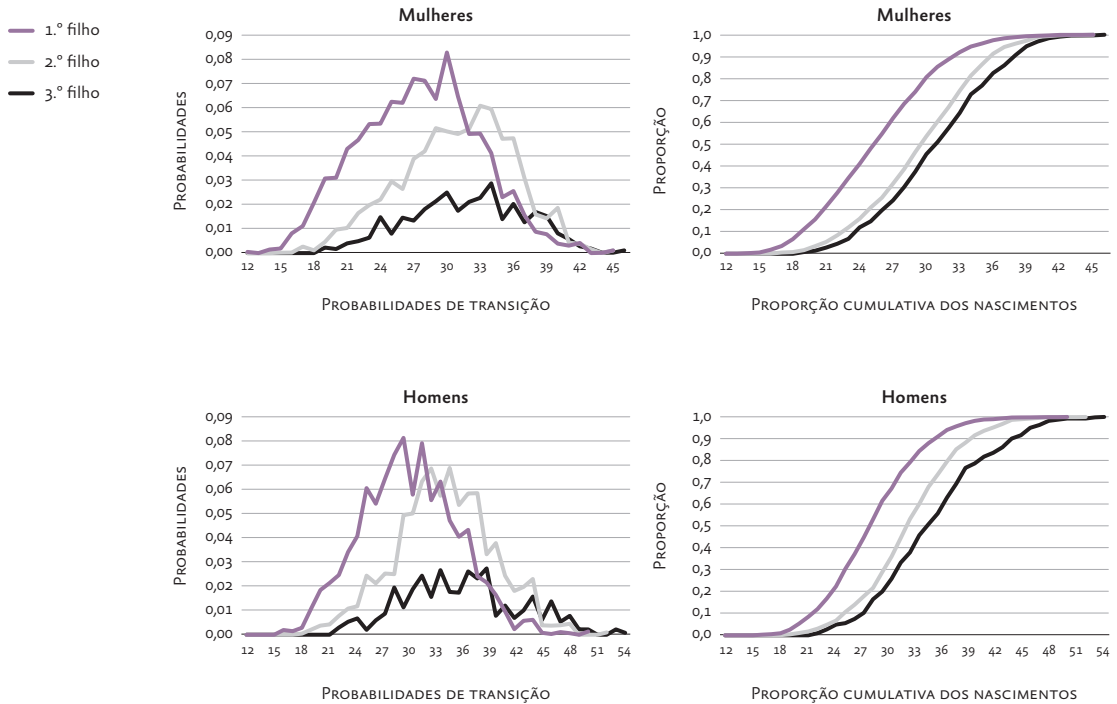 1.º filho
2.º filho
3.º filho
Mulheres
Probabilidades
0,09
0,08
0,07
0,06
0,05
0,04
0,03
0,02
0,01
0,00
12 15 18 21 24 27 30 33 36 39 42 45
Probabilidades de transição
Mulheres
Proporção
1,0
0,9
0,8
0,7
0,6
0,5
0,4
0,3
0,2
0,1
0,0
12 15 18 21 24 27 30 33 36 39 42 45
Proporção cumulativa dos nascimentos
Homens
Probabilidades
0,09
0,08
0,07
0,06
0,05
0,04
0,03
0,02
0,01
0,00
12 15 18 21 24 27 30 33 36 39 42 45 48 51 54
Probabilidades de transição
Homens
Proporção
1,0
0,9
0,8
0,7
0,6
0,5
0,4
0,3
0,2
0,1
0,0
12 15 18 21 24 27 30 33 36 39 42 45 48 51 54
Proporção cumulativa dos nascimentos